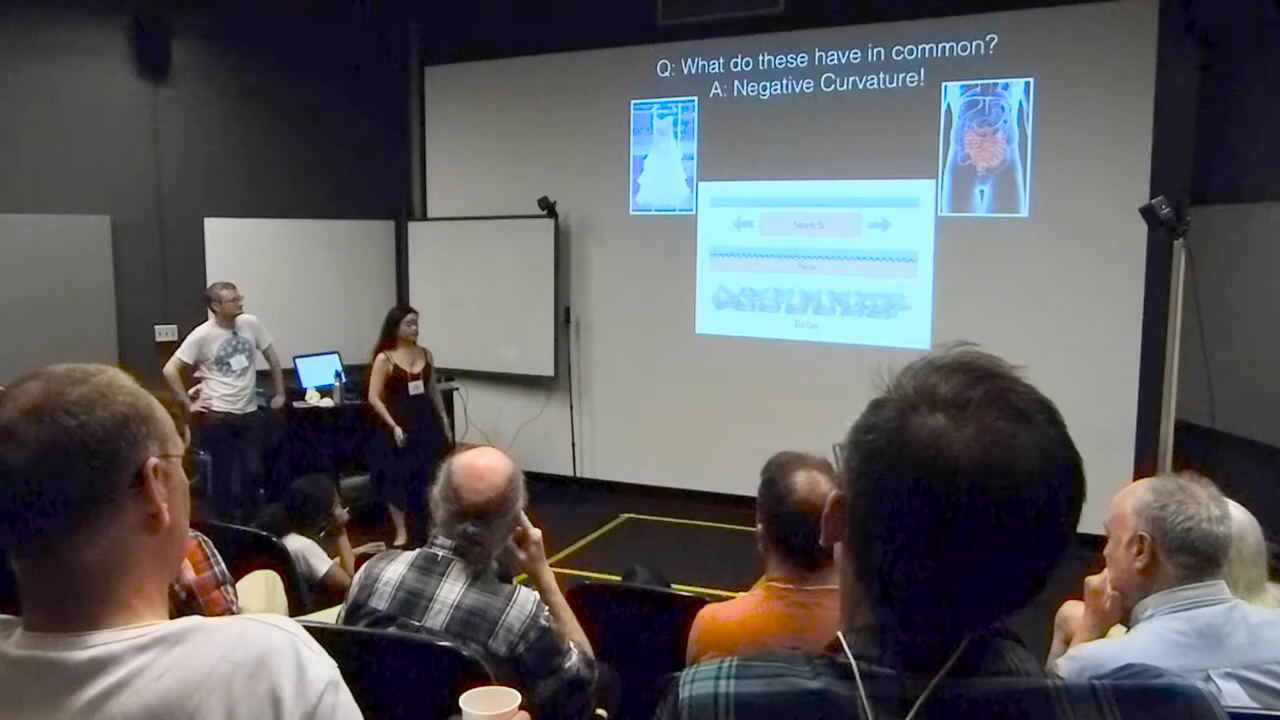 Q: What do these have in common?
A: Negative Curvature!
Stretch
Sew
Relax